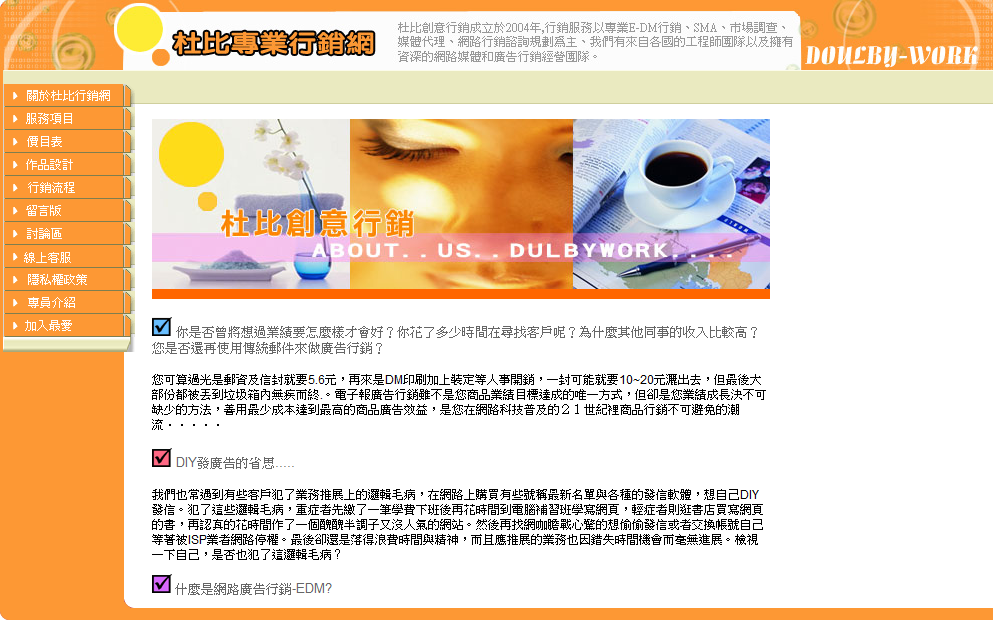 杜比專業行銷網
杜比創意行銷成立於2004年,行銷服務以專業E-DM行銷、SMA、市場調查、
媒體代理、網路行銷諮詢規劃為主、我們有來自各國的工程師團隊以及擁有
資深的網路媒體和廣告行銷經營團隊。
DOULBY-WORK
關於杜比行銷網
服務項目
價目表
作品設計
行銷流程
留言版
討論區
線上客服
隱私權政策
專員介紹
加入最愛
杜比創意行銷
ABOUT. . US. . DULBYWORK. . . .
你是否曾將想過業績要怎麼樣才會好？你花了多少時間在尋找客戶呢？為什麼其他同事的收入比較高？
您是否還再使用傳統郵件來做廣告行銷？
您可算過光是郵資及信封就要5.6元，再來是DM印刷加上裝定等人事開銷，一封可能就要10~20元灑出去，但最後大
部份都被丟到垃圾箱內無疾而終.。電子報廣告行銷雖不是您商品業績目標達成的唯一方式，但卻是您業績成長決不可
缺少的方法，善用最少成本達到最高的商品廣告效益，是您在網路科技普及的２１世紀裡商品行銷不可避免的潮
流．．．．．
DIY發廣告的省思.....
我們也常遇到有些客戶犯了業務推展上的邏輯毛病，在網路上購買有些號稱最新名單與各種的發信軟體，想自己DIY
發信。犯了這些邏輯毛病，重症者先繳了一筆學費下班後再花時間到電腦補習班學寫網頁，輕症者則逛書店買寫網頁
的書，再認真的花時間作了一個醜醜半調子又沒人氣的網站。然後再找網咖膽戰心驚的想偷偷發信或者交換帳號自己
等著被ISP業者網路停權。最後卻還是落得浪費時間與精神，而且應推展的業務也因錯失時間機會而毫無進展。檢視
一下自己，是否也犯了這邏輯毛病？
什麼是網路廣告行銷-EDM?